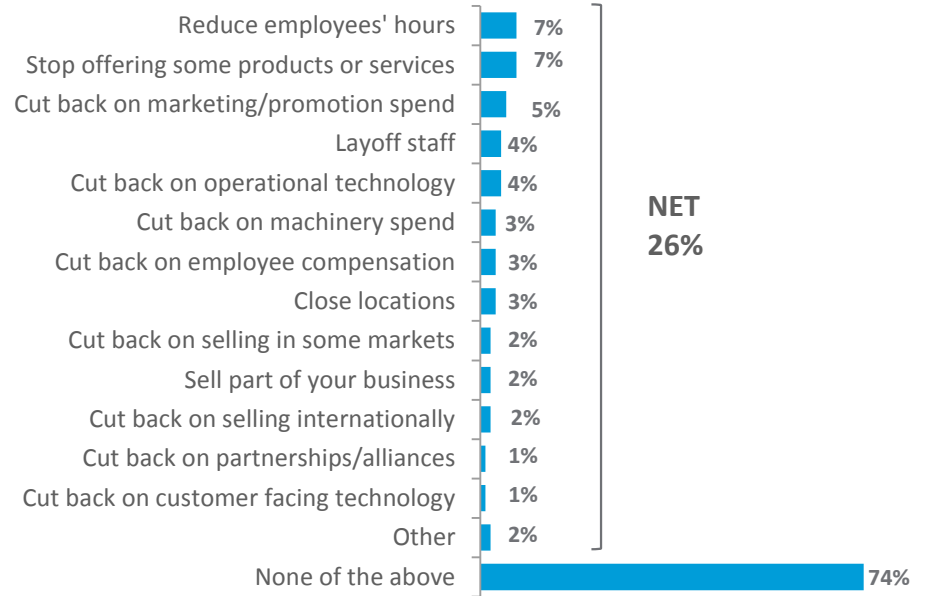 Reduce employees' hours 7%
Stop offering some products or services 7%
Cut back on marketing/promotion spend 5%
Layoff staff 4%
Cut back on operational technology 4%
Cut back on machinery spend 3%
Cut back on employee compensation 3%
Close locations 3%
Cut back on selling in some markets 2%
Sell part of your business 2%
Cut back on selling internationally 2%
Cut back on partnerships/alliances 1%
Cut back on customer facing technology 1%
Other 2%
None of the above 74%
NET
26%